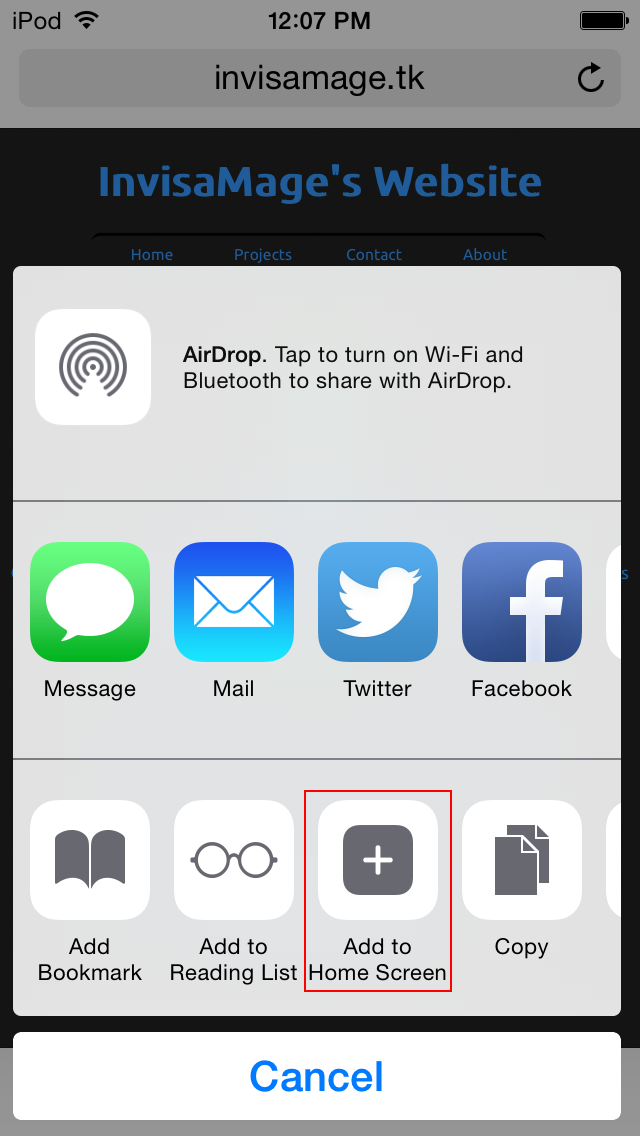 iPod 12:07 PM
invisamage.tk
InvisaMage's Website
Home Projects Contact About
AirDrop. Tap to turn on Wi-Fi and
Bluetooth to share with AirDrop.
Message Mail Twitter Facebook
Add Bookmark
Add to Reading List
Add to Home Screen
Copy
Cancel